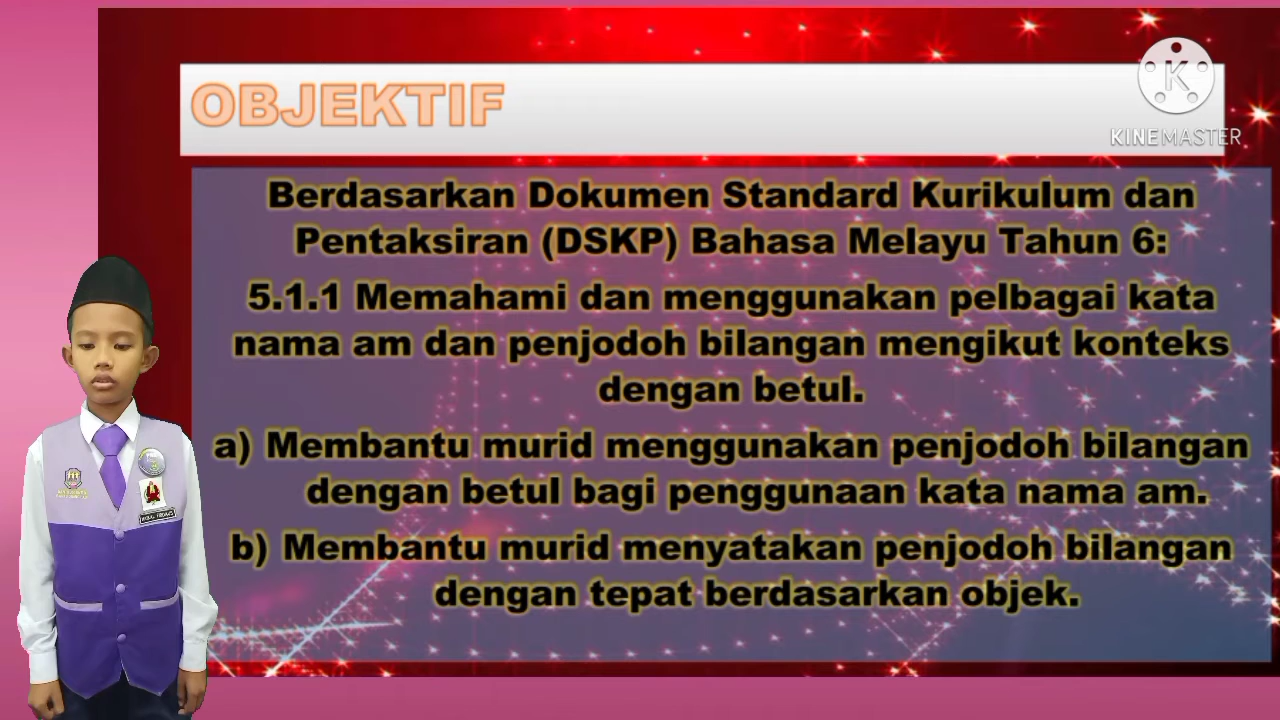 OBJEKTIF
K
KINEMASTER
Berdasarkan Dokumen Standard Kurikulum dan
Pentaksiran (DSKP) Bahasa Melayu Tahun 6:
5.1.1 Memahami dan menggunakan pelbagai kata
nama am dan penjodoh bilangan mengikut konteks
dengan betul.
a) Membantu murid menggunakan penjodoh bilangan
dengan betul bagi penggunaan kata nama am.
b) Membantu murid menyatakan penjodoh bilangan
dengan tepat berdasarkan objek.